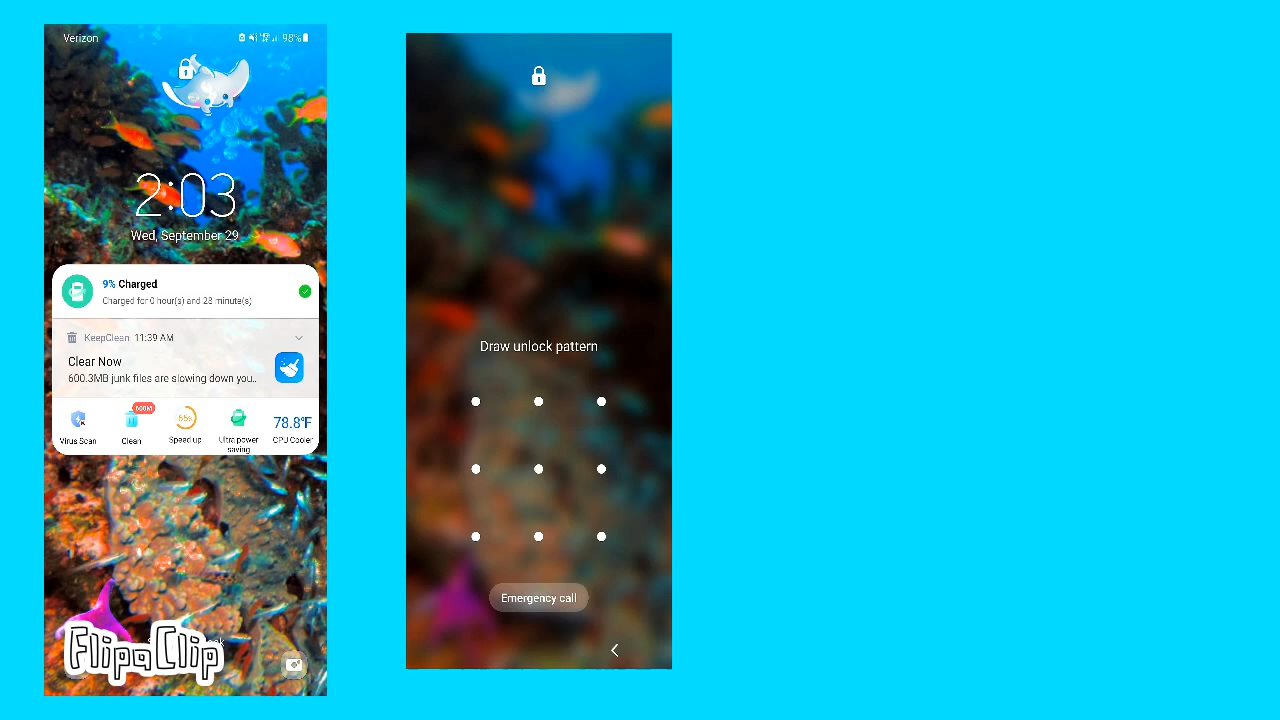 Verizon
98%
2:03
Wed, September 29
9% Charged
Charged for 0 hour(s) and 28 minute(s)
KeepClean 11:39 AM
Clear Now
600.3MB junk files are slowing down you..
600M
65%
78.8°F
Virus Scan
Clean
Speed up
Ultra power saving
CPU Cooler
FlipaClip
Draw unlock pattern
Emergency call